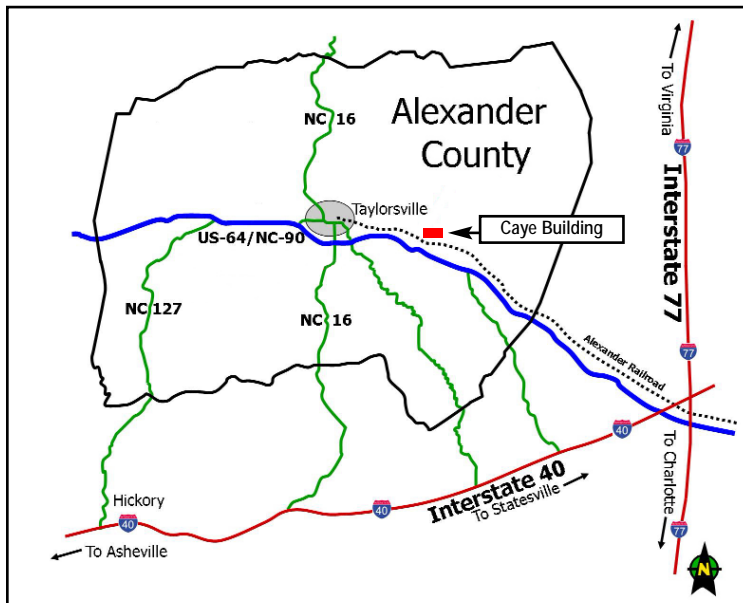 To Virginia
NC 16
Alexander
County
77
Interstate 77
Taylorsville
Caye Building
US-64/NC-90
NC 127
NC 16
77
Alexander Railroad
40
To Charlotte
Interstate 40
To Statesville
Hickory
40
40
77
To Asheville
N